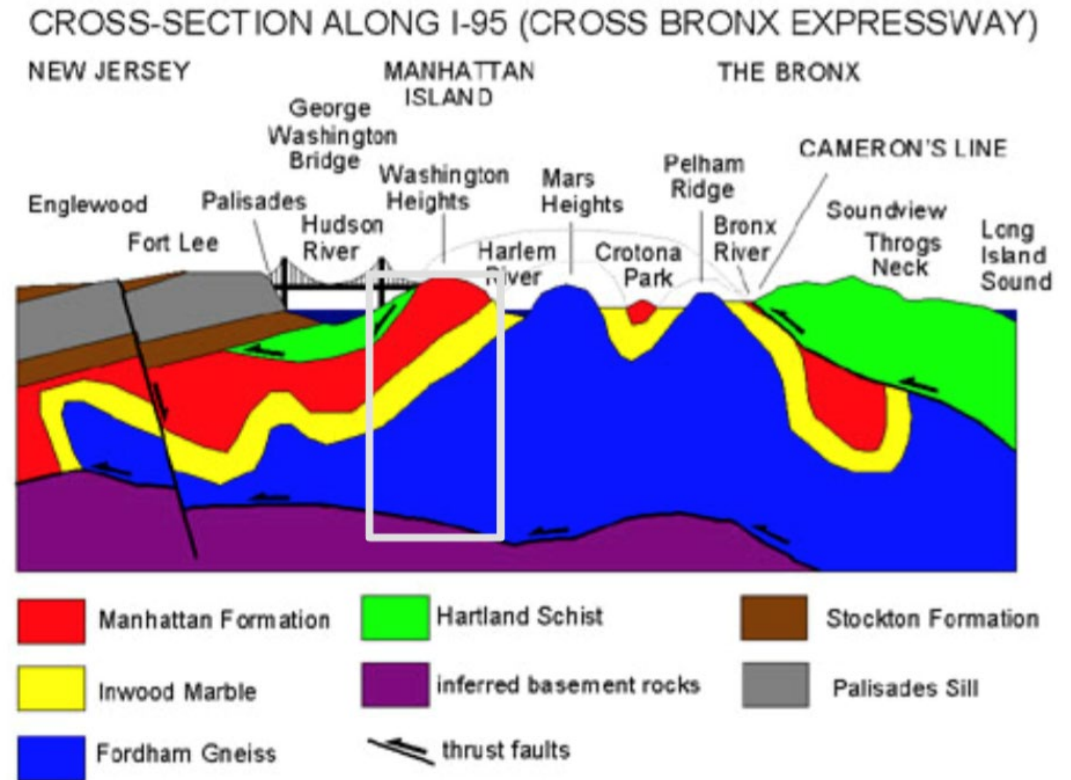 CROSS-SECTION ALONG I-95 (CROSS BRONX EXPRESSWAY)
NEW JERSEY
MANHATTAN
ISLAND
THE BRONX
George
Washington
Bridge
CAMERON'S LINE
Englewood
Palisades
Washington
Heights
Mars
Heights
Pelham
Ridge
Fort Lee
Hudson
River
Harlem
River
Crotona
Park
Bronx
River
Soundview
Throgs
Neck
Long
Island
Sound
Manhattan Formation
Hartland Schist
Stockton Formation
Inwood Marble
inferred basement rocks
Palisades Sill
Fordham Gneiss
thrust faults